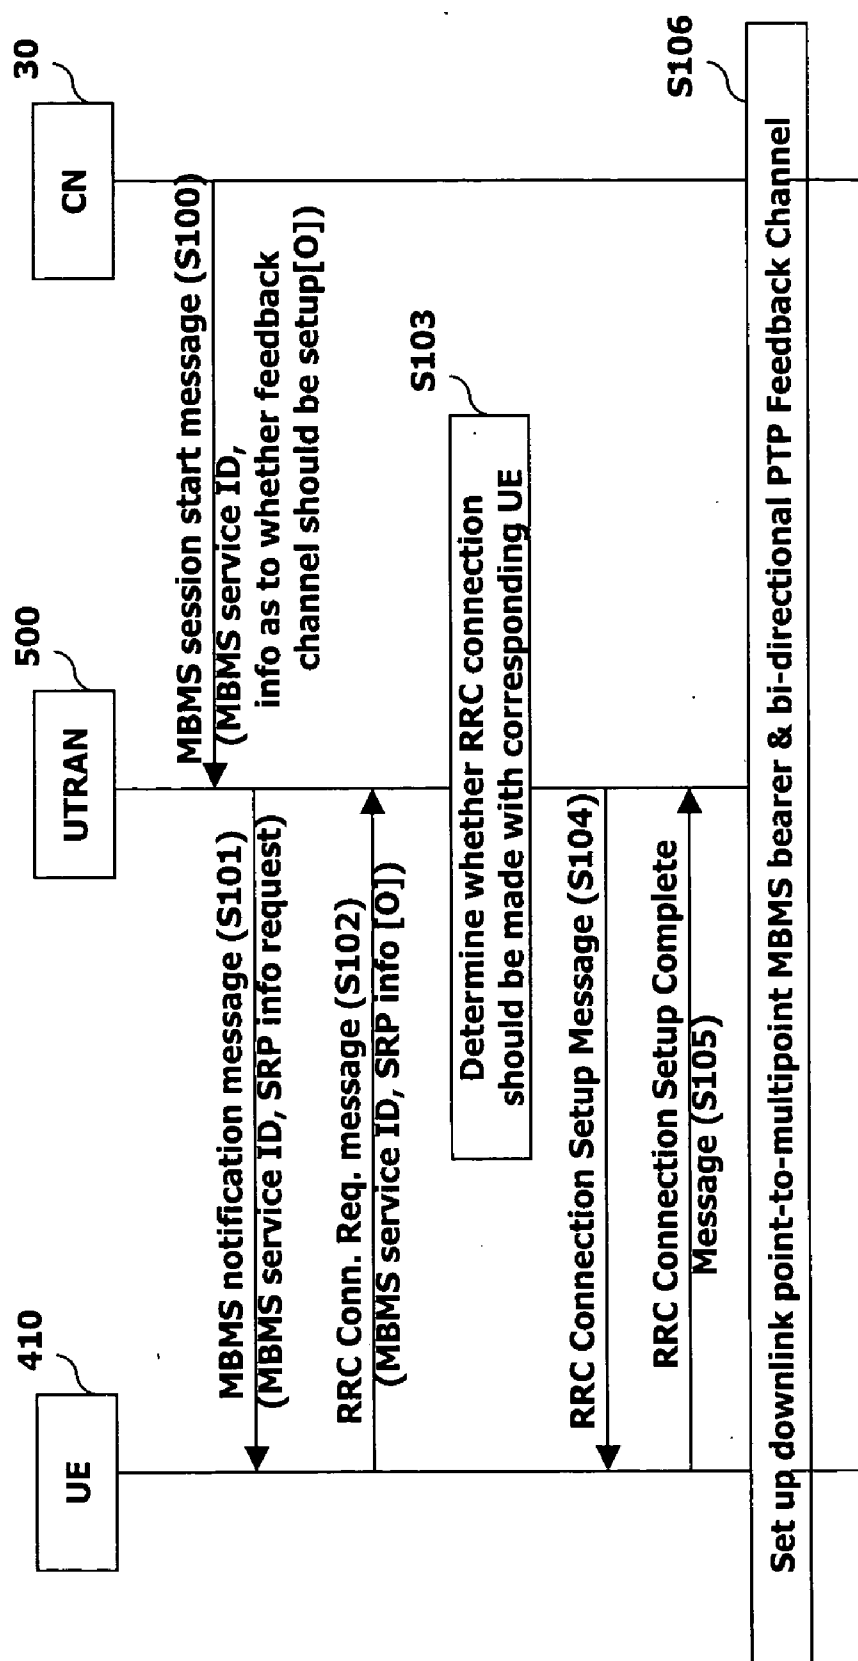 UE
410
UTRAN
500
CN
30
MBMS session start message (S100)
(MBMS service ID,
info as to whether feedback
channel should be setup[O])
MBMS notification message (S101)
(MBMS service ID, SRP info request)
RRC Conn. Req. message (S102)
(MBMS service ID, SRP info [O])
S103
Determine whether RRC connection
should be made with corresponding UE
RRC Connection Setup Message (S104)
RRC Connection Setup Complete
Message (S105)
S106
Set up downlink point-to-multipoint MBMS bearer & bi-directional PTP Feedback Channel